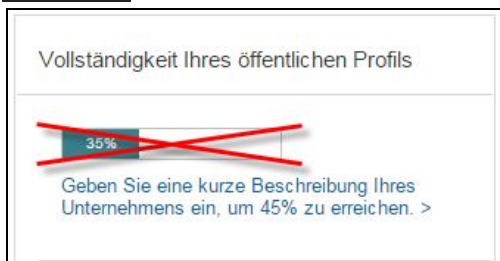 Vollständigkeit Ihres öffentlichen Profils
35%
Geben Sie eine kurze Beschreibung Ihres
Unternehmens ein, um 45% zu erreichen. >